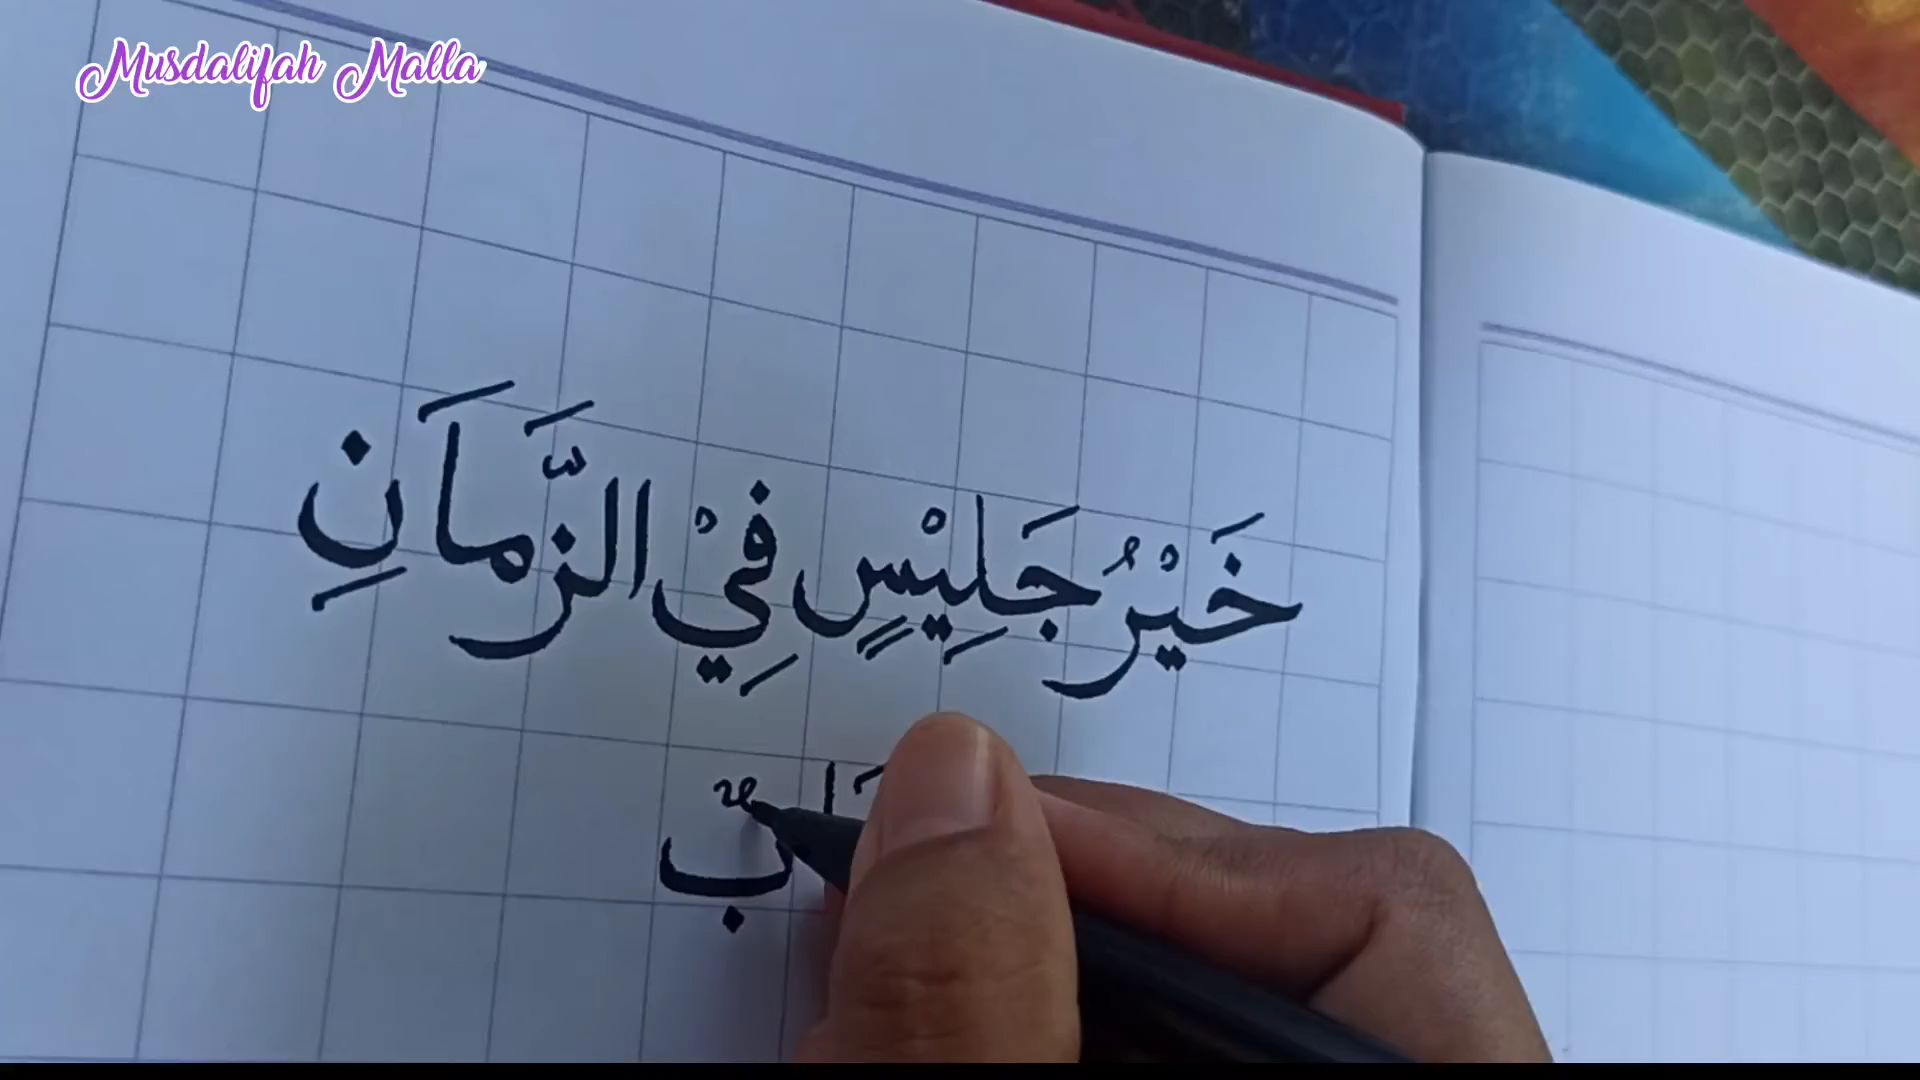 Musdalifah Malla
خَيْرُ جَلِيْسٍ فِيْ الزَّمَانِ